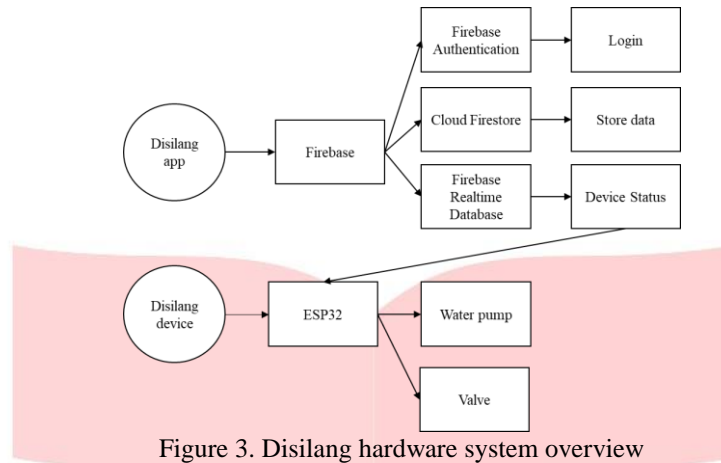 Firebase
Authentication
Login
Disilang
app
Firebase
Cloud Firestore
Store data
Firebase
Realtime
Database
Device Status
Disilang
device
ESP32
Water pump
Valve
Figure 3. Disilang hardware system overview